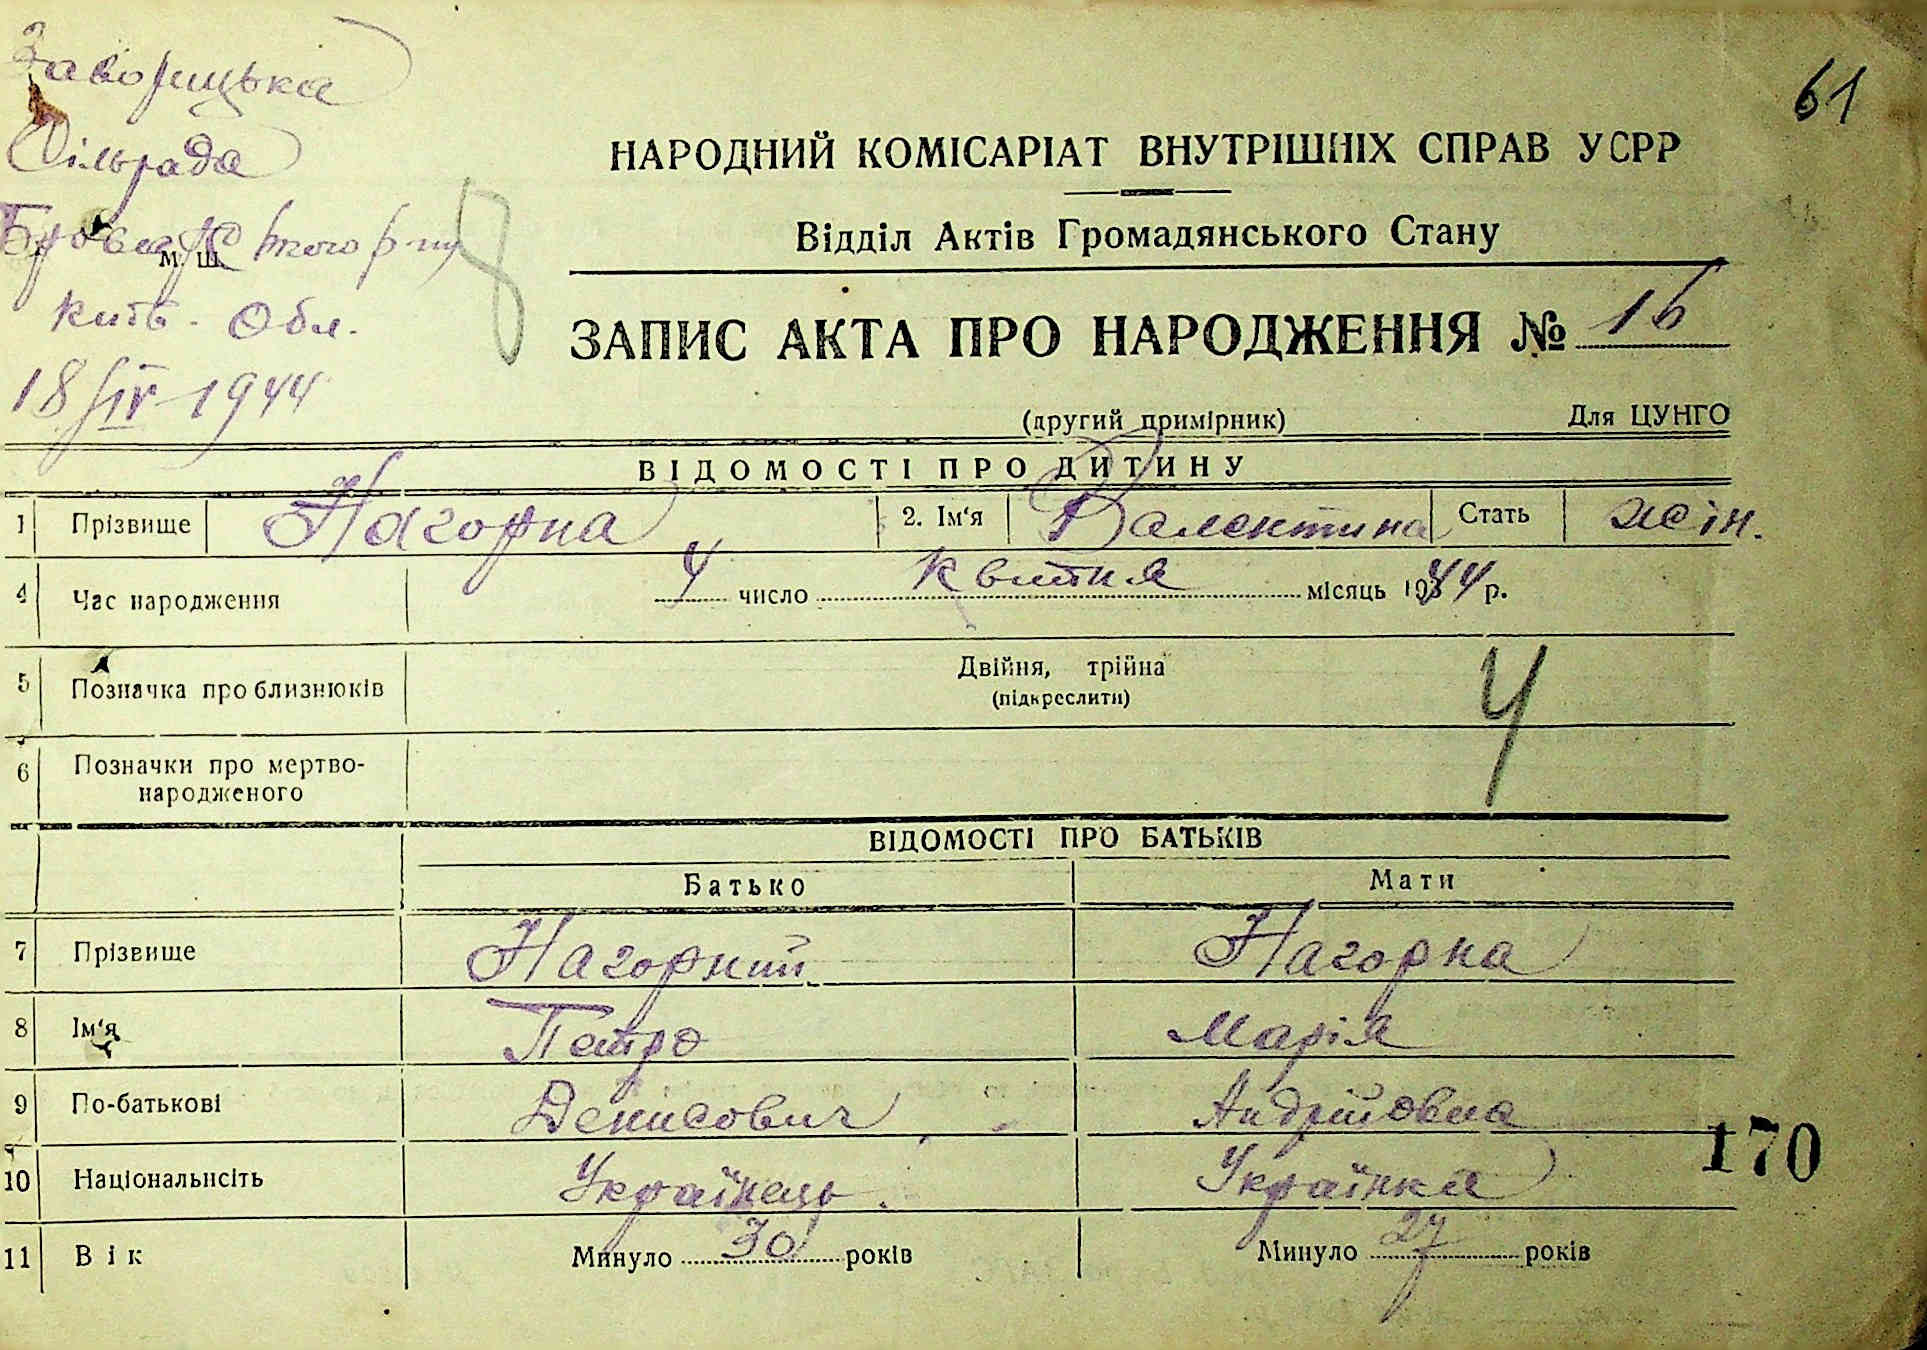 Заворицька
Сільрада
Броварського р-ну
м. п.
Київ. Обл.
18/IV-1944
8
61
НАРОДНИЙ КОМІСАРІАТ ВНУТРІШНІХ СПРАВ УСРР
Відділ Актів Громадянського Стану
ЗАПИС АКТА ПРО НАРОДЖЕННЯ № 16
(другий примірник) Для ЦУНГО
ВІДОМОСТІ ПРО ДИТИНУ
1 Прізвище Нагорна 2. Ім'я Валентина Стать жін.
4 Час народження 4 число квітня місяць 1944 р.
5 Позначка про близнюків Двійня, трійна
(підкреслити)
4
6 Позначки про мертво-
народженого
ВІДОМОСТІ ПРО БАТЬКІВ
Батько Мати
7 Прізвище Нагорний Нагорна
8 Ім'я Петро Марія
9 По-батькові Денисович Андріївна
170
10 Національнсіть Українець. Українка
11 Вік Минуло 30 років Минуло 27 років